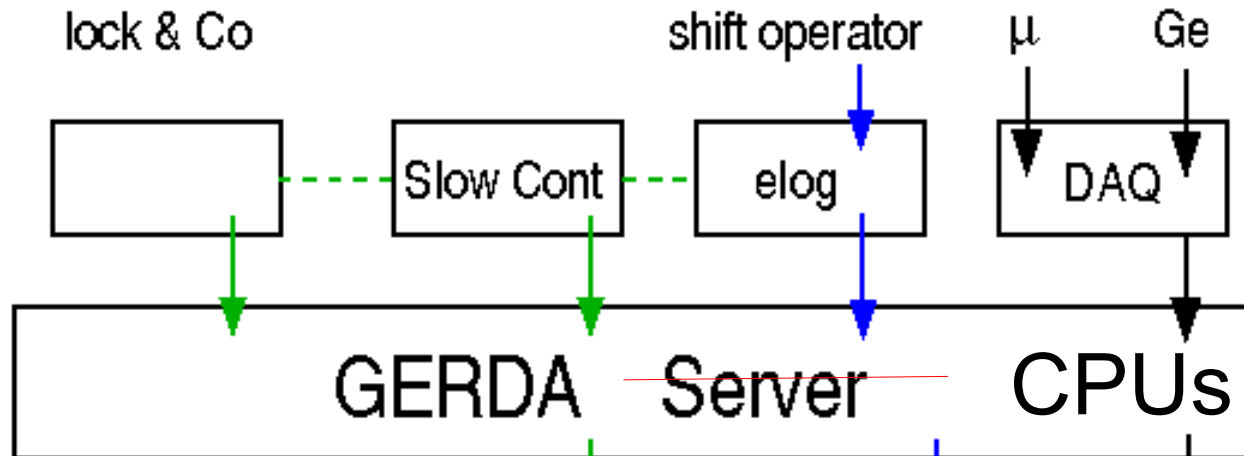 lock & Co shift operator μ Ge
Slow Cont elog DAQ
GERDA Server CPUs